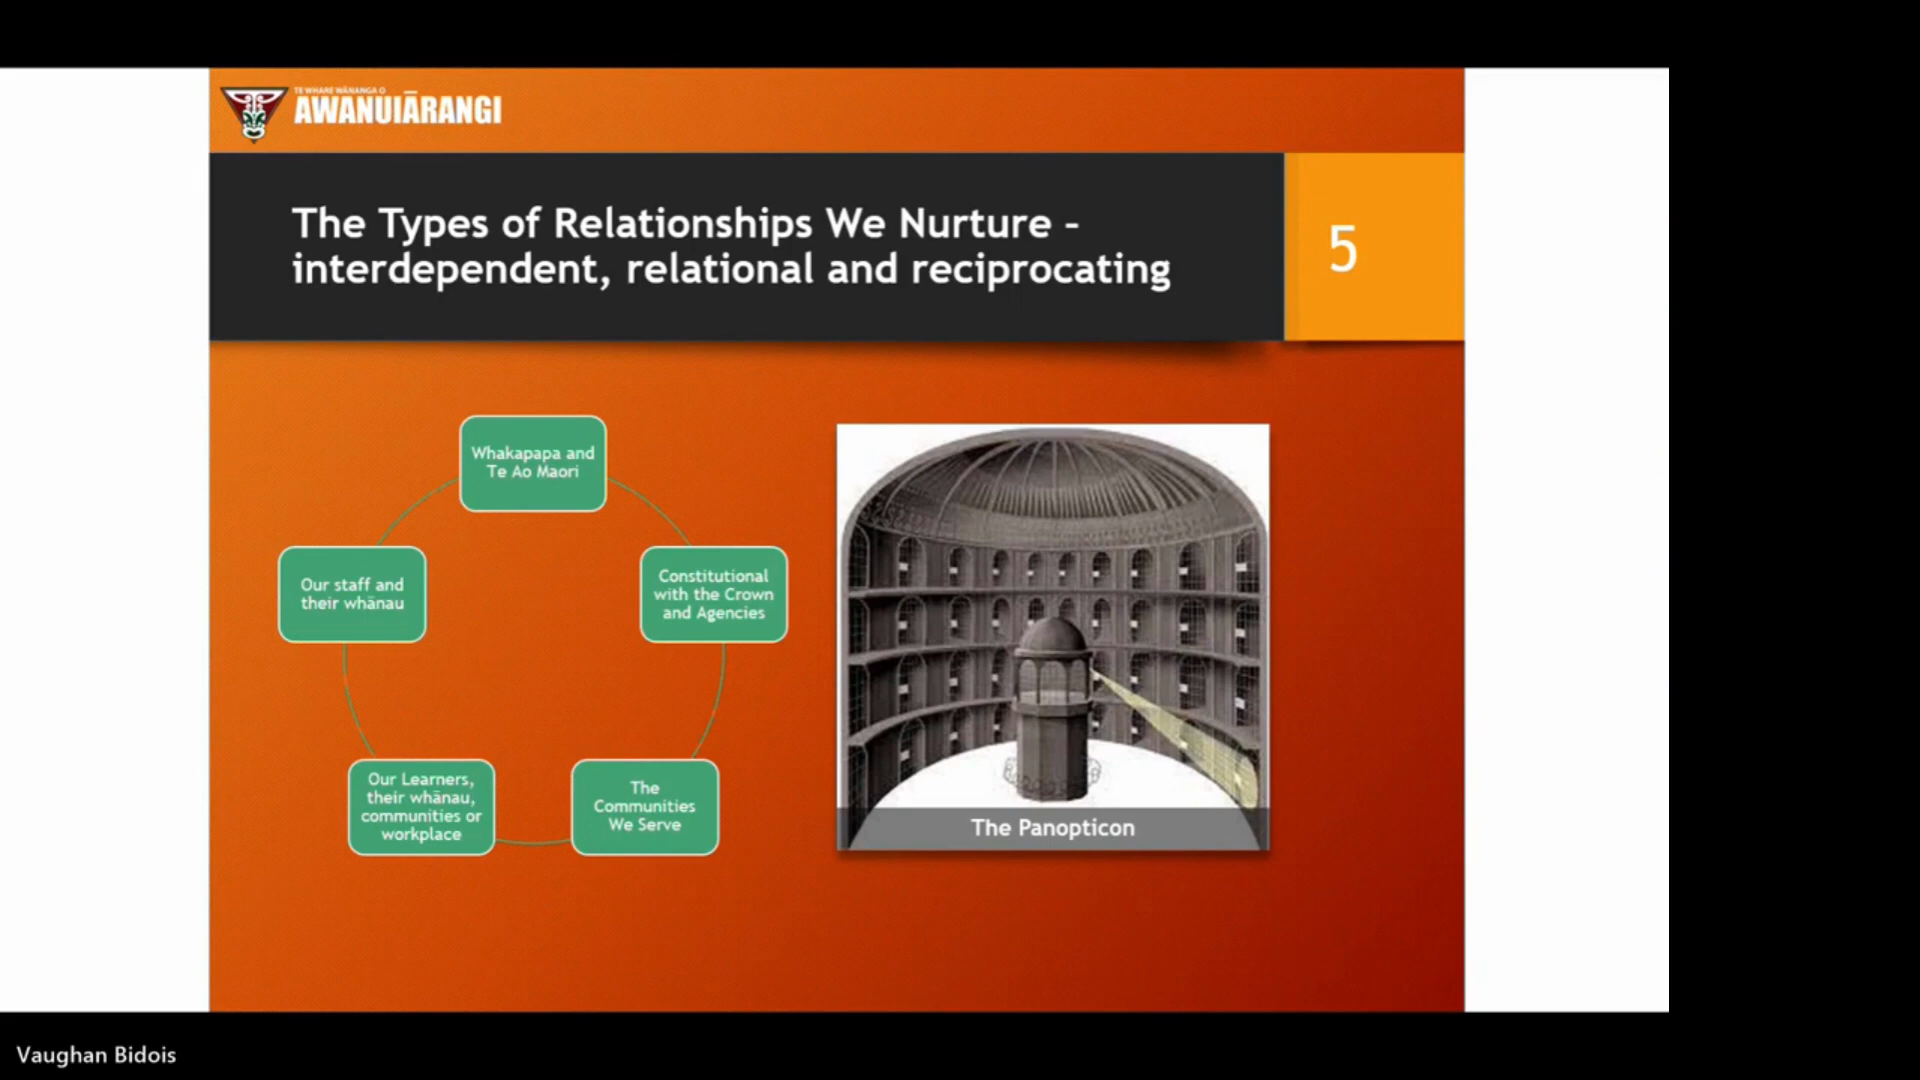 TE WHARE WĀNANGA O
AWANUIĀRANGI
The Types of Relationships We Nurture –
interdependent, relational and reciprocating
5
Whakapapa and
Te Ao Maori
Constitutional
with the Crown
and Agencies
The
Communities
We Serve
Our Learners,
their whānau,
communities or
workplace
Our staff and
their whānau
The Panopticon
Vaughan Bidois